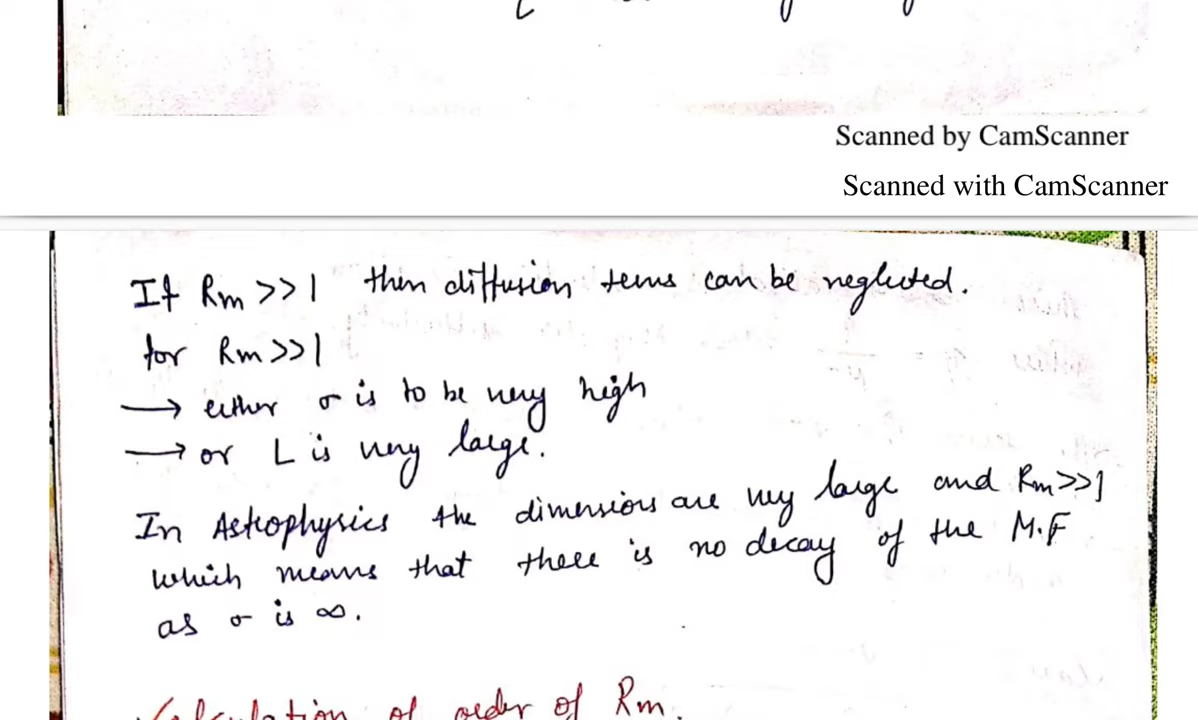 Scanned by CamScanner
Scanned with CamScanner
If Rm >>1 then diffusion terms can be neglected.
for Rm >>1
→ either σ is to be very high
→ or L is very large.
In Astrophysics the dimensions are very large and Rm>>1
which means that there is no decay of the M.F
as σ is ∞.
Calculation of order of Rm.